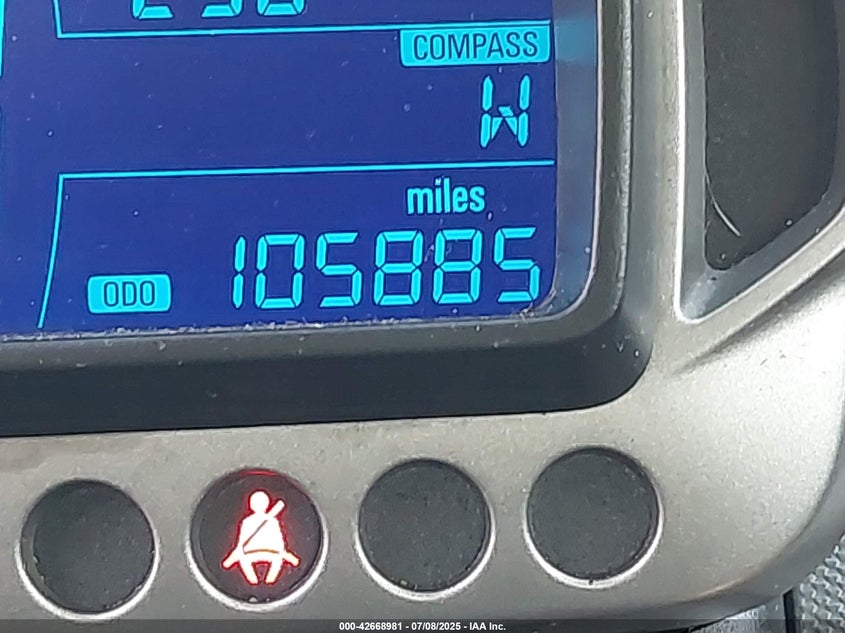 COMPASS
W
miles
ODO 105885
000-42668981 - 07/08/2025 - IAA Inc.